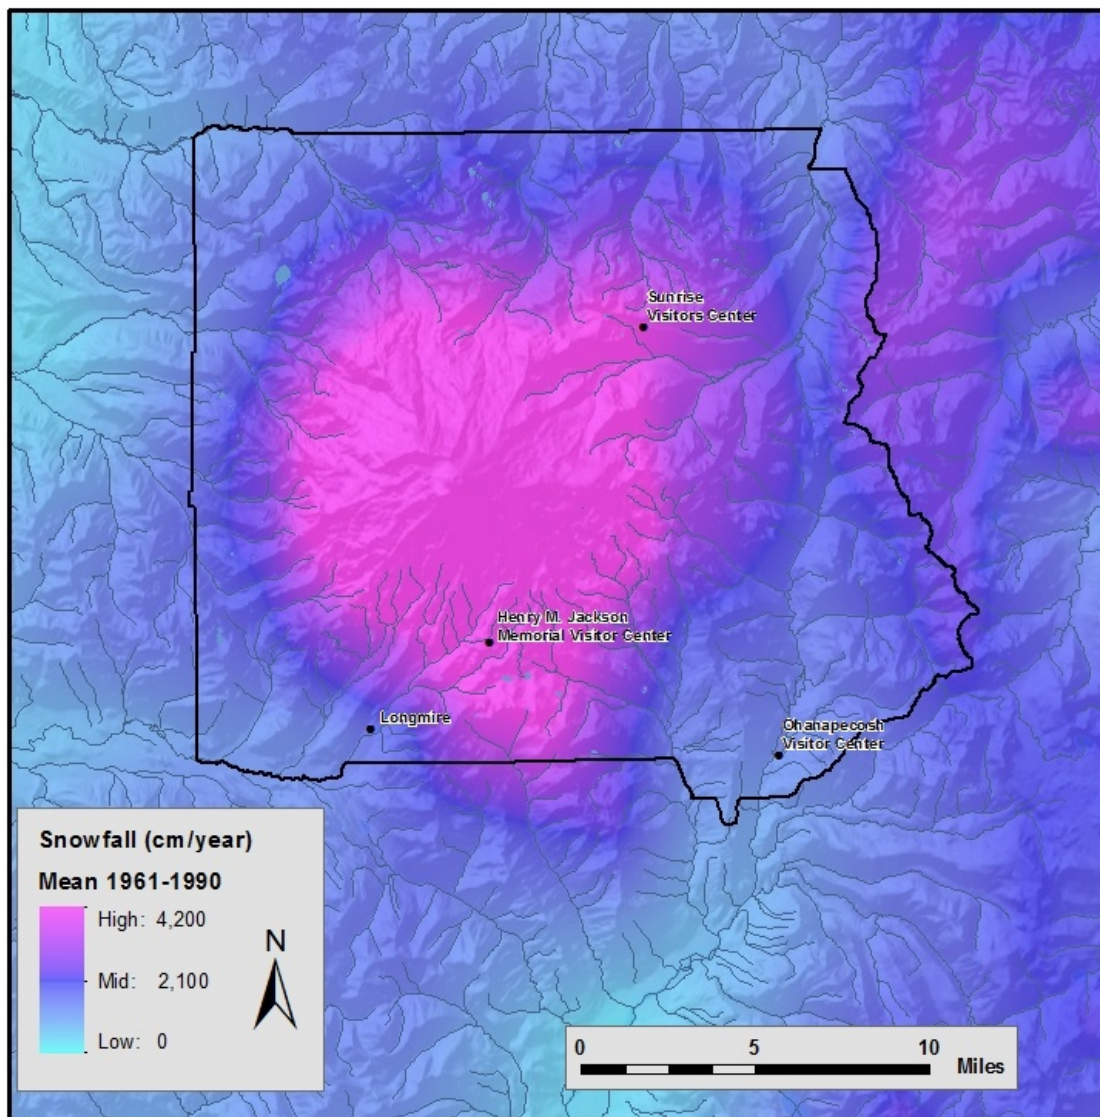 Sunrise
Visitors Center
Henry M. Jackson
Memorial Visitor Center
Longmire
Ohanapecosh
Visitor Center
Snowfall (cm/year)
Mean 1961-1990
High: 4,200
Mid: 2,100
Low: 0
N
0 5 10
Miles